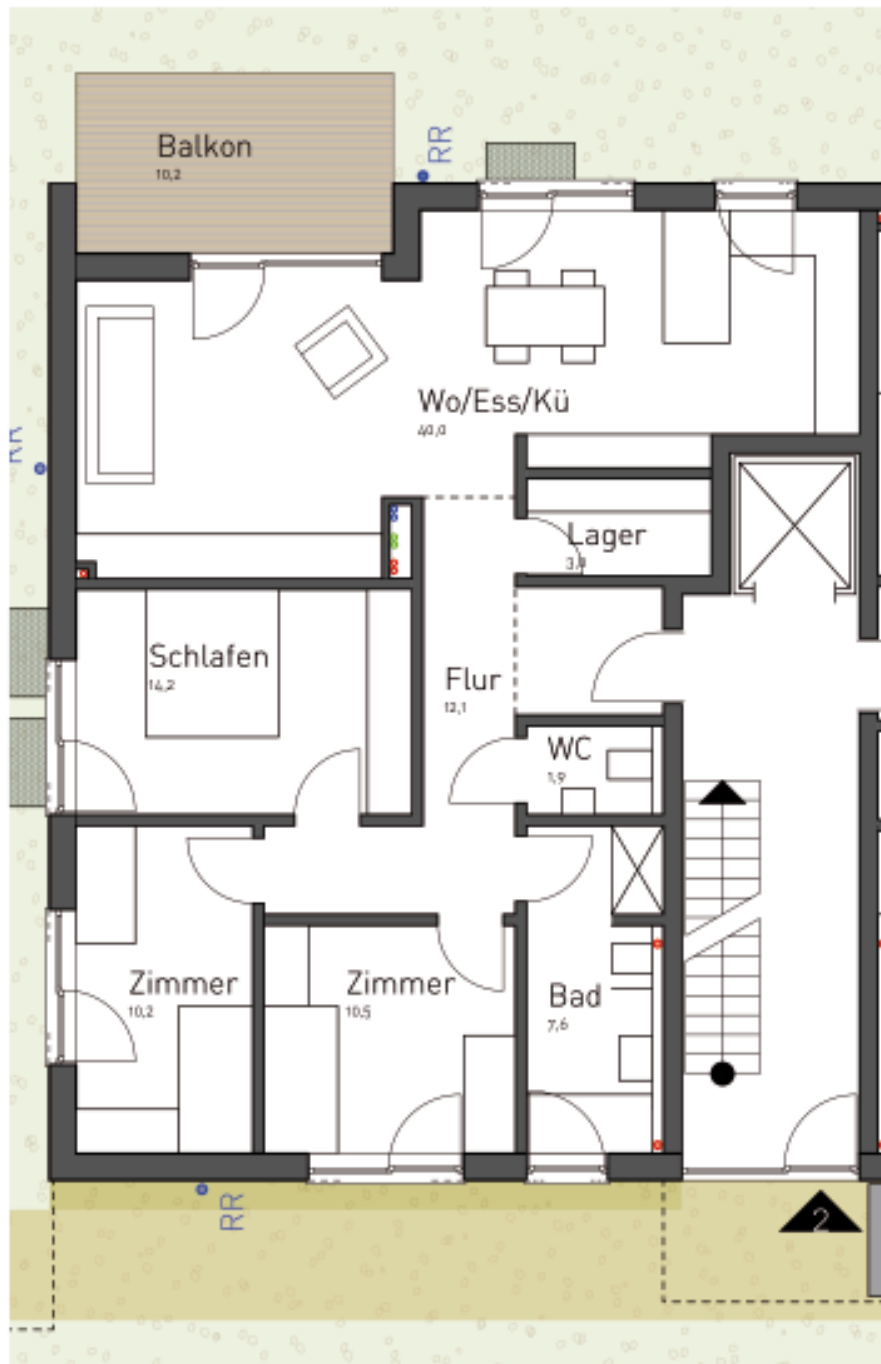 Balkon
10,2
RR
Wo/Ess/Kü
40,0
RR
Lager
Schlafen
14,2
Flur
12,1
WC
1,9
Zimmer
10,2
Zimmer
10,5
Bad
7,6
RR
2